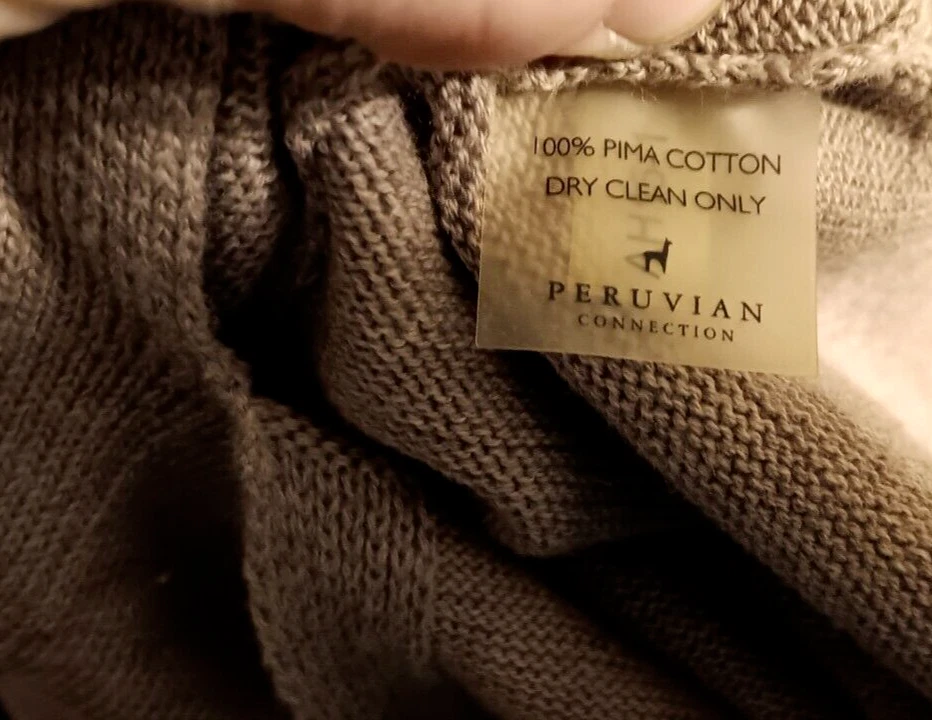 100% PIMA COTTON
DRY CLEAN ONLY
PERUVIAN
CONNECTION